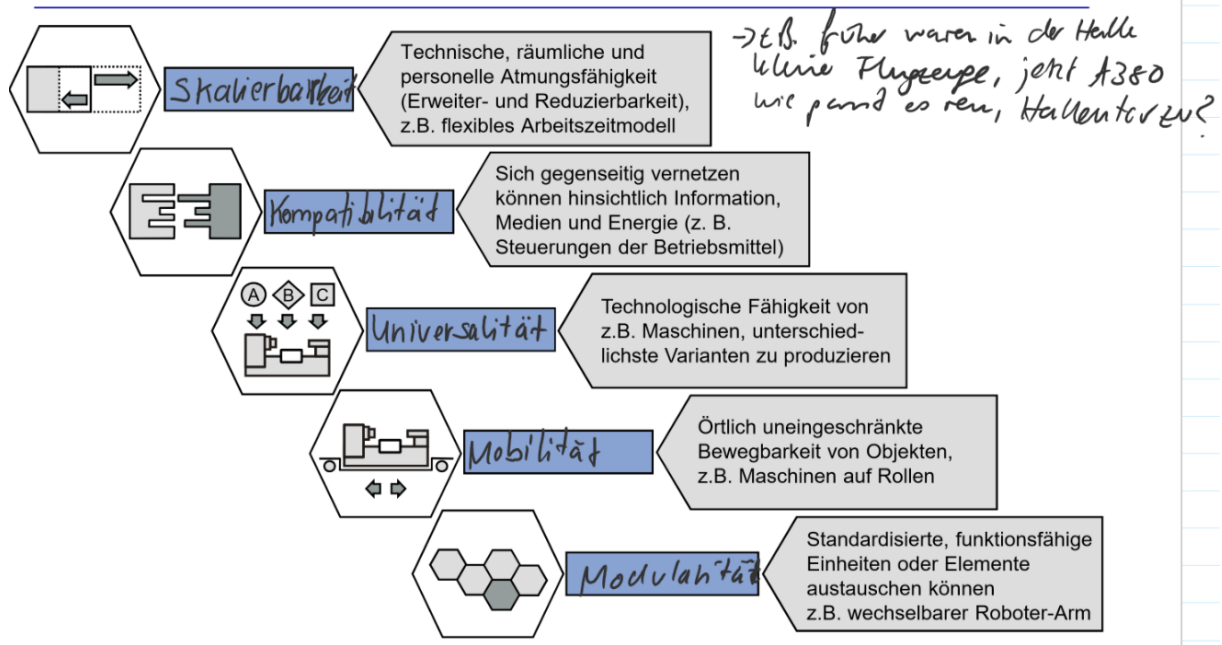 Skalierbarkeit
Technische, räumliche und
personelle Atmungsfähigkeit
(Erweiter- und Reduzierbarkeit),
z.B. flexibles Arbeitszeitmodell
->z.B. früher waren in der Halle
kleine Flugzeuge, jetzt A380
wie passt es rein, Hallentor zu?
Kompatibilität
Sich gegenseitig vernetzen
können hinsichtlich Information,
Medien und Energie (z. B.
Steuerungen der Betriebsmittel)
A B C
Universalität
Technologische Fähigkeit von
z.B. Maschinen, unterschied-
lichste Varianten zu produzieren
Mobilität
Örtlich uneingeschränkte
Bewegbarkeit von Objekten,
z.B. Maschinen auf Rollen
Modularität
Standardisierte, funktionsfähige
Einheiten oder Elemente
austauschen können
z.B. wechselbarer Roboter-Arm